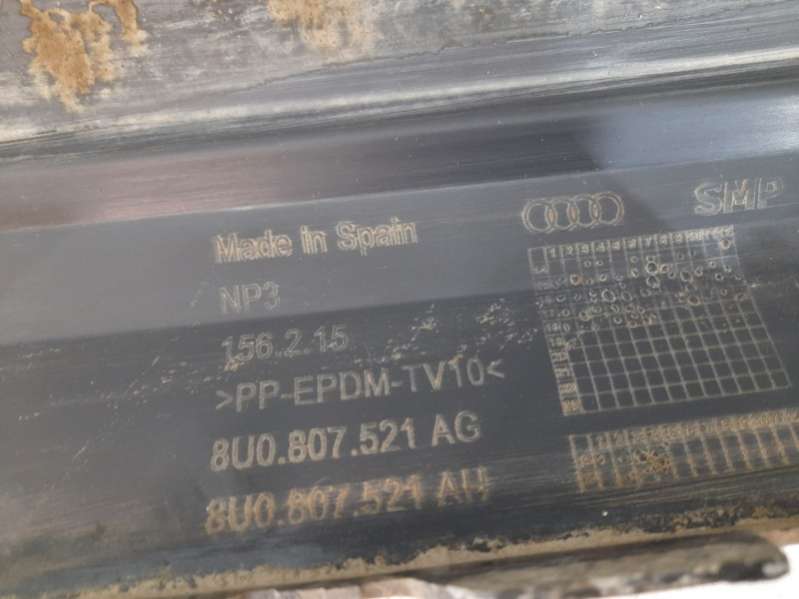 Made in Spain
SMP
NP3
156.2.15
>PP-EPDM-TV10<
8U0.807.521 AG
8U0.807.521 AH